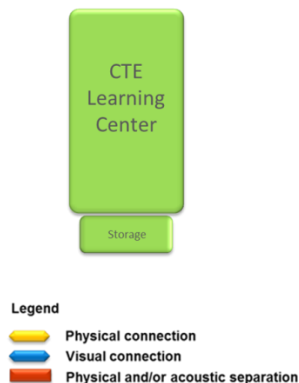 CTE
Learning
Center
Storage
Legend
Physical connection
Visual connection
Physical and/or acoustic separation